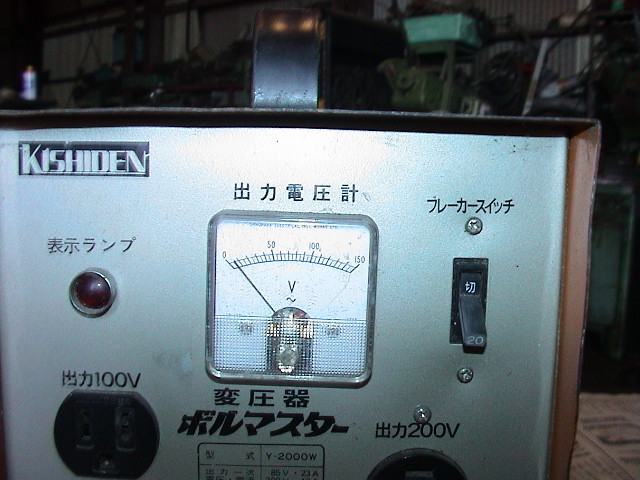 KISHIDEN
出力電圧計
ブレーカースイッチ
表示ランプ
0 50 100 150
V
切
20
出力100V
変圧器
ボルマスター
出力200V
型式 Y-2000W
85V・23A